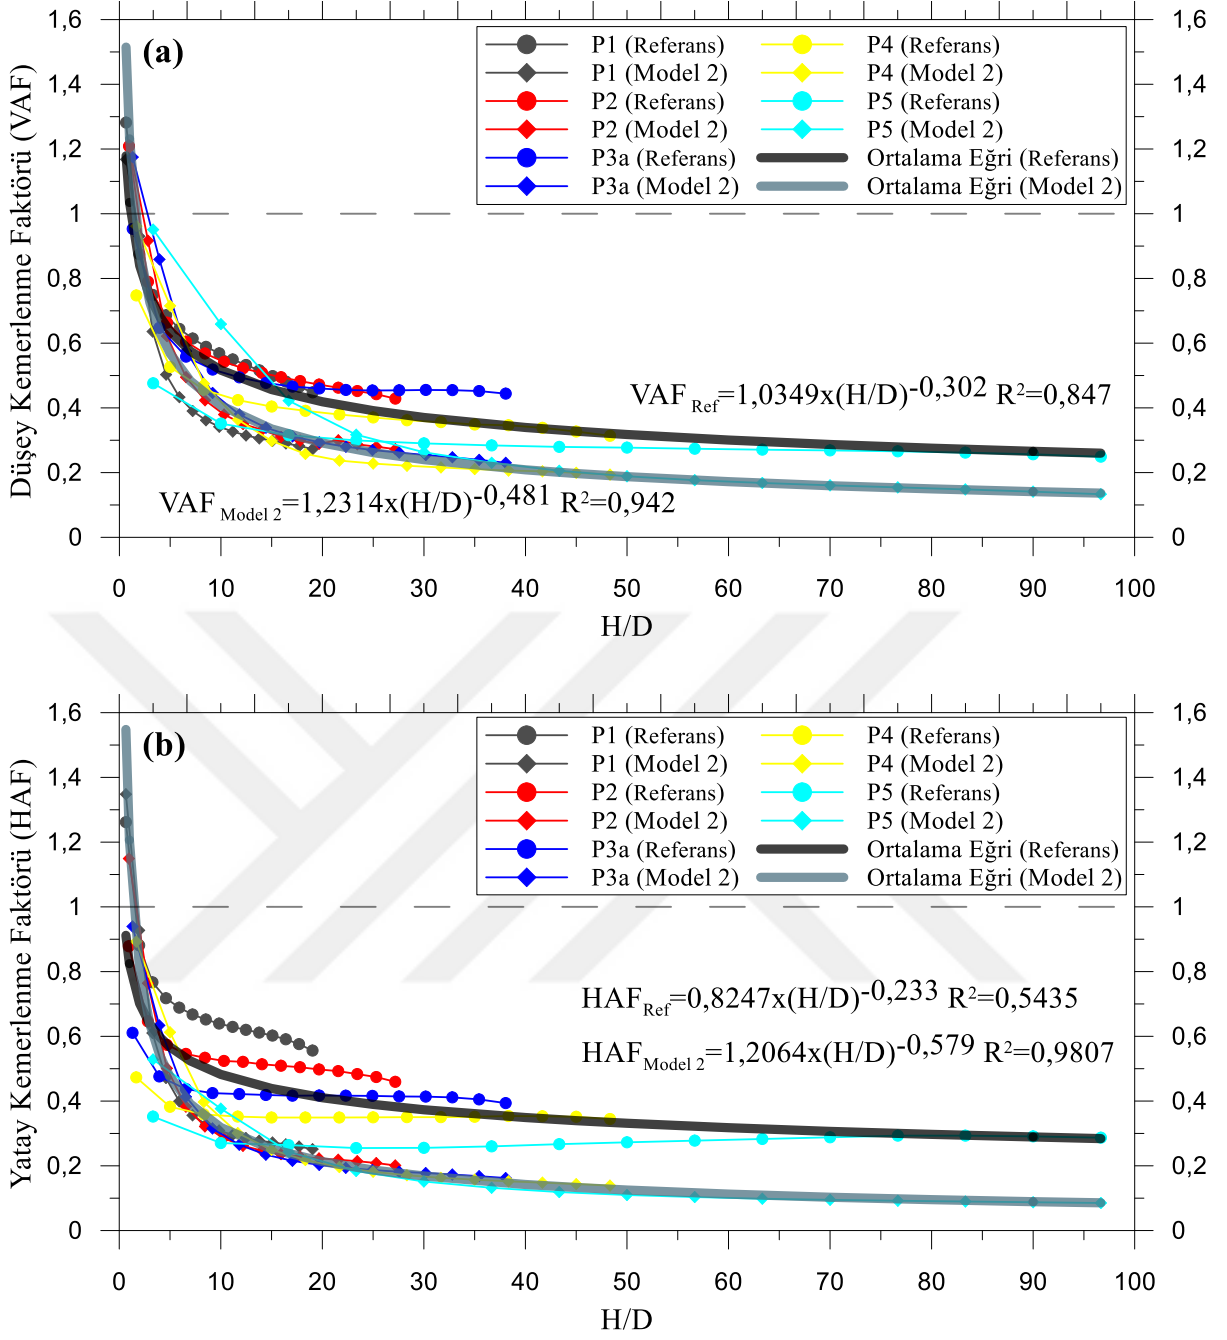 (a)
Düşey Kemerlenme Faktörü (VAF)
1,6
1,4
1,2
1
0,8
0,6
0,4
0,2
0
1,6
1,4
1,2
1
0,8
0,6
0,4
0,2
0
P1 (Referans)
P1 (Model 2)
P2 (Referans)
P2 (Model 2)
P3a (Referans)
P3a (Model 2)
P4 (Referans)
P4 (Model 2)
P5 (Referans)
P5 (Model 2)
Ortalama Eğri (Referans)
Ortalama Eğri (Model 2)
VAF Ref=1,0349x(H/D)-0,302 R2=0,847
VAF Model 2=1,2314x(H/D)-0,481 R2=0,942
0 10 20 30 40 50 60 70 80 90 100
H/D
(b)
Yatay Kemerlenme Faktörü (HAF)
1,6
1,4
1,2
1
0,8
0,6
0,4
0,2
0
1,6
1,4
1,2
1
0,8
0,6
0,4
0,2
0
P1 (Referans)
P1 (Model 2)
P2 (Referans)
P2 (Model 2)
P3a (Referans)
P3a (Model 2)
P4 (Referans)
P4 (Model 2)
P5 (Referans)
P5 (Model 2)
Ortalama Eğri (Referans)
Ortalama Eğri (Model 2)
HAFRef=0,8247x(H/D)-0,233 R2=0,5435
HAFModel 2=1,2064x(H/D)-0,579 R2=0,9807
0 10 20 30 40 50 60 70 80 90 100
H/D